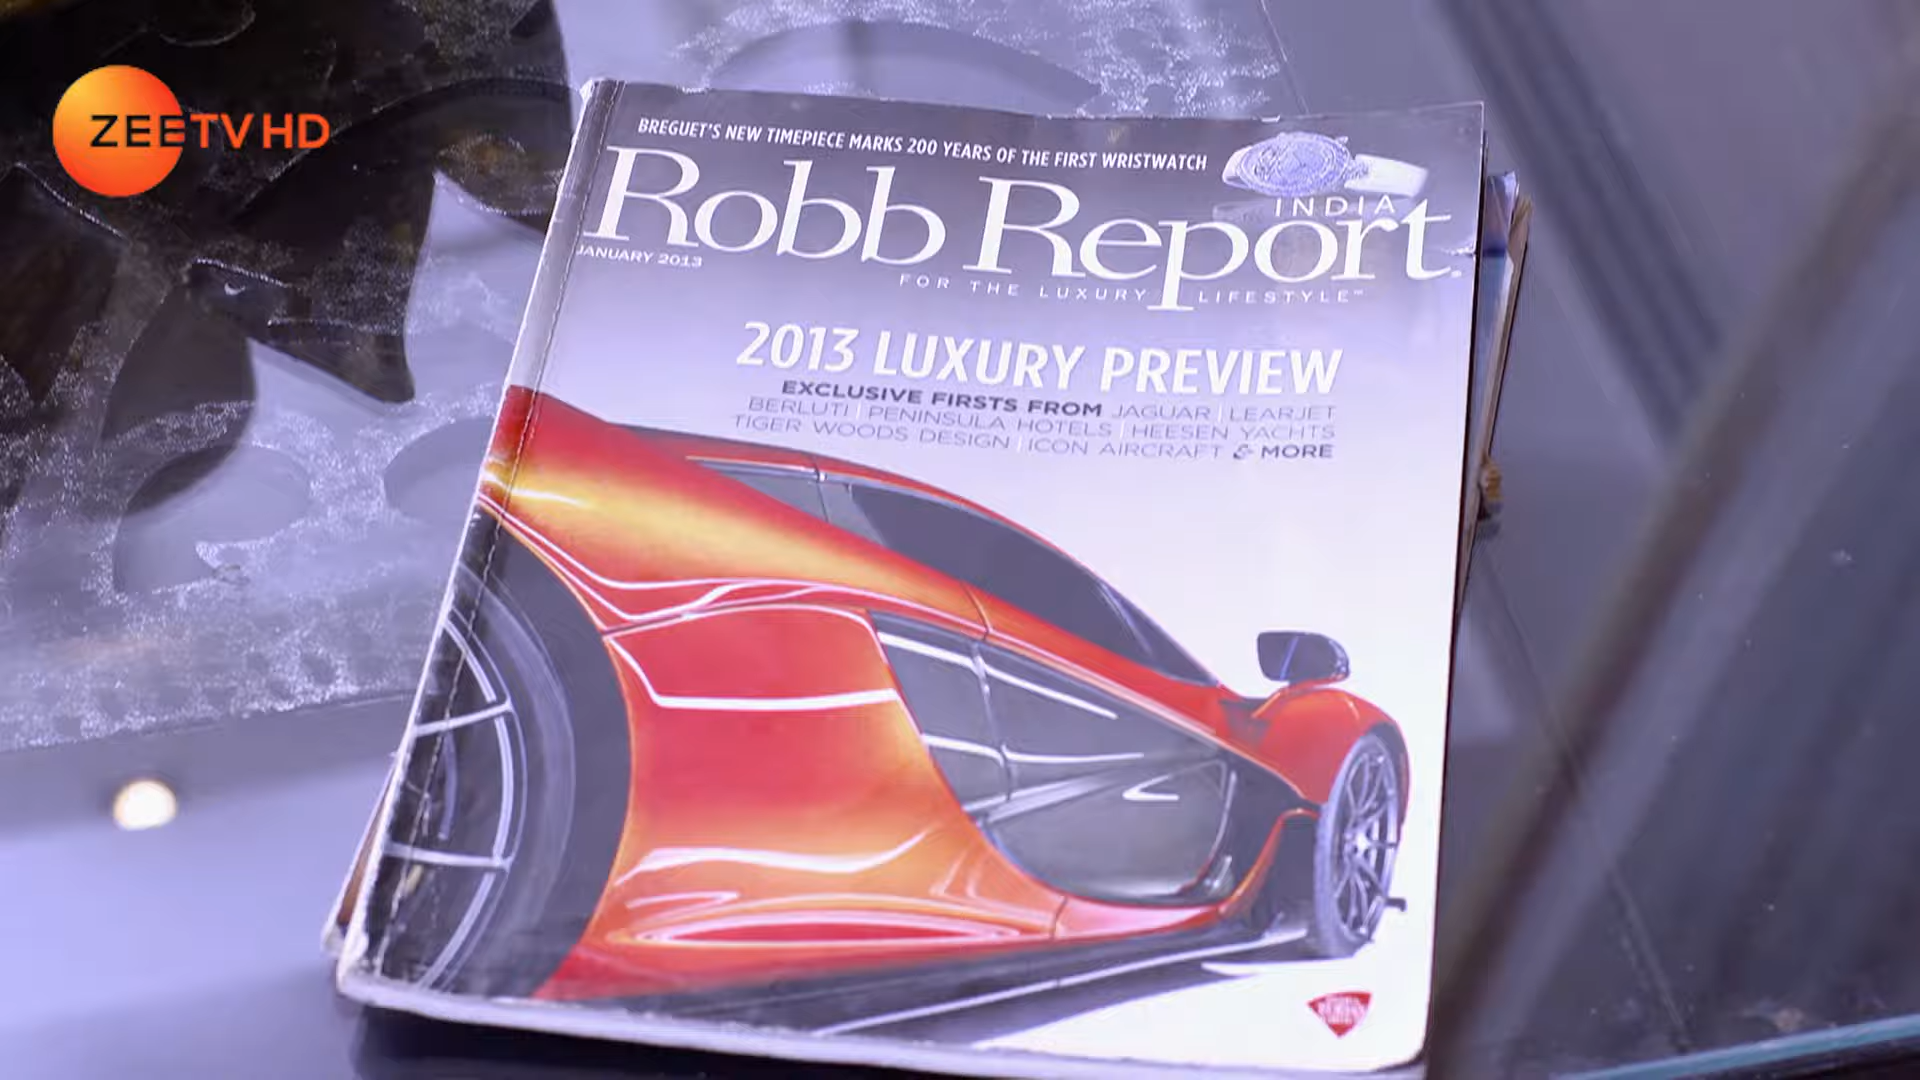 ZEETV HD
BREGUET'S NEW TIMEPIECE MARKS 200 YEARS OF THE FIRST WRISTWATCH
Robb Report
INDIA
JANUARY 2013
FOR THE LUXURY LIFESTYLE
2013 LUXURY PREVIEW
EXCLUSIVE FIRSTS FROM JAGUAR | LEARJET
BERLUTI | PENINSULA HOTELS | HEESEN YACHTS
TIGER WOODS DESIGN | ICON AIRCRAFT & MORE